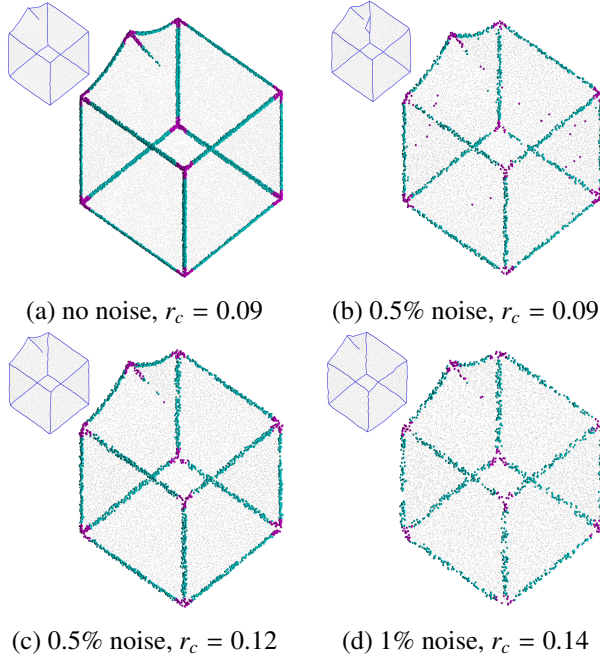 (a) no noise, r_c = 0.09
(b) 0.5% noise, r_c = 0.09
(c) 0.5% noise, r_c = 0.12
(d) 1% noise, r_c = 0.14